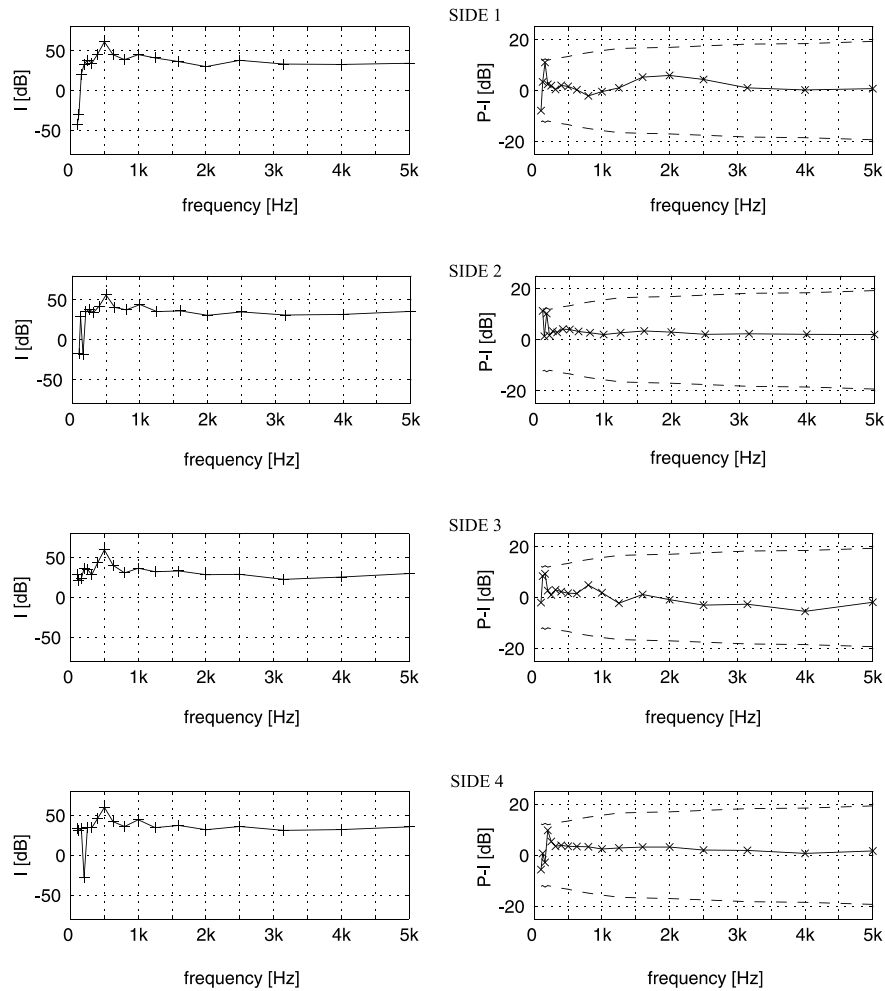 SIDE 1
I [dB]
50
0
-50
0 1k 2k 3k 4k 5k
frequency [Hz]
P-I [dB]
20
0
-20
0 1k 2k 3k 4k 5k
frequency [Hz]
SIDE 2
I [dB]
50
0
-50
0 1k 2k 3k 4k 5k
frequency [Hz]
P-I [dB]
20
0
-20
0 1k 2k 3k 4k 5k
frequency [Hz]
SIDE 3
I [dB]
50
0
-50
0 1k 2k 3k 4k 5k
frequency [Hz]
P-I [dB]
20
0
-20
0 1k 2k 3k 4k 5k
frequency [Hz]
SIDE 4
I [dB]
50
0
-50
0 1k 2k 3k 4k 5k
frequency [Hz]
P-I [dB]
20
0
-20
0 1k 2k 3k 4k 5k
frequency [Hz]